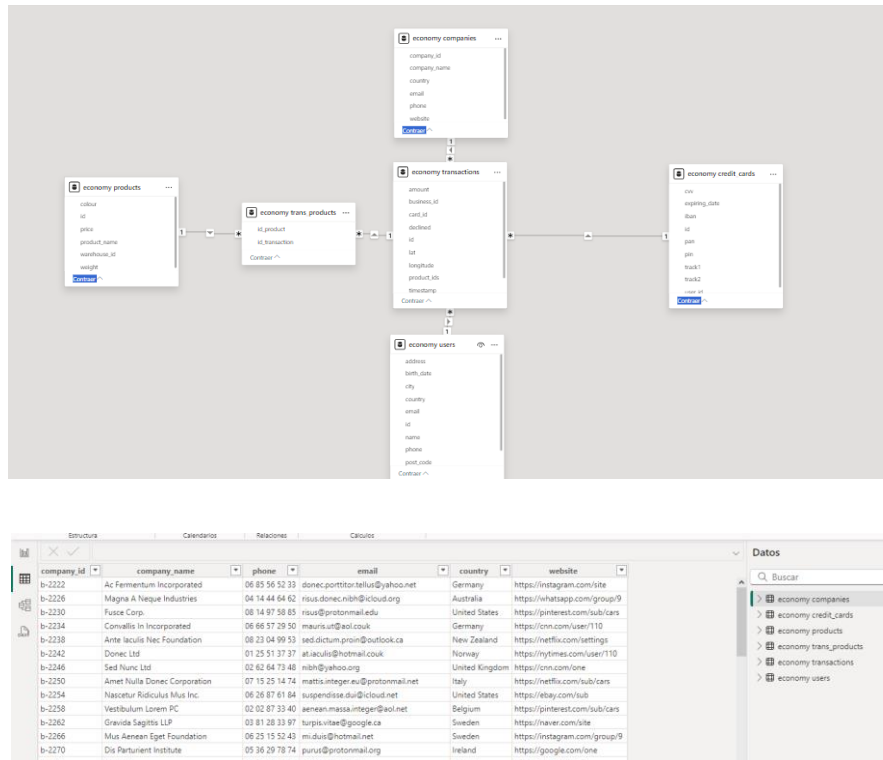 economy companies ...
company_id
company_name
country
email
phone
website
Contraer
1
*
economy transactions ...
amount
business_id
card_id
declined
id
lat
longitude
product_ids
timestamp
Contraer
economy products ...
colour
id
price
product_name
warehouse_id
weight
Contraer
1
*
economy trans_products ...
id_product
id_transaction
Contraer
*
1
*
1
economy credit_cards ...
cvv
expiring_date
iban
id
pan
pin
track1
track2
user_id
Contraer
*
1
economy users ...
address
birth_date
city
country
email
id
name
phone
post_code
Contraer
Estructura Calendarios Relaciones Cálculos
company_id company_name phone email country website
b-2222 Ac Fermentum Incorporated 06 85 56 52 33 donec.porttitor.tellus@yahoo.net Germany https://instagram.com/site
b-2226 Magna A Neque Industries 04 14 44 64 62 risus.donec.nibh@icloud.org Australia https://whatsapp.com/group/9
b-2230 Fusce Corp. 08 14 97 58 85 risus@protonmail.edu United States https://pinterest.com/sub/cars
b-2234 Convallis In Incorporated 06 66 57 29 50 mauris.ut@aol.couk Germany https://cnn.com/user/110
b-2238 Ante Iaculis Nec Foundation 08 23 04 99 53 sed.dictum.proin@outlook.ca New Zealand https://netflix.com/settings
b-2242 Donec Ltd 01 25 51 37 37 at.iaculis@hotmail.couk Norway https://nytimes.com/user/110
b-2246 Sed Nunc Ltd 02 62 64 73 48 nibh@yahoo.org United Kingdom https://cnn.com/one
b-2250 Amet Nulla Donec Corporation 07 15 25 14 74 mattis.integer.eu@protonmail.net Italy https://netflix.com/sub/cars
b-2254 Nascetur Ridiculus Mus Inc. 06 26 87 61 84 suspendisse.dui@icloud.net United States https://ebay.com/sub
b-2258 Vestibulum Lorem PC 02 02 87 33 40 aenean.massa.integer@aol.net Belgium https://pinterest.com/sub/cars
b-2262 Gravida Sagittis LLP 03 81 28 33 97 turpis.vitae@google.ca Sweden https://naver.com/site
b-2266 Mus Aenean Eget Foundation 06 25 15 52 43 mi.duis@hotmail.net Sweden https://instagram.com/group/9
b-2270 Dis Parturient Institute 05 36 29 78 74 purus@protonmail.org Ireland https://google.com/one
Datos
Buscar
economy companies
economy credit_cards
economy products
economy trans_products
economy transactions
economy users